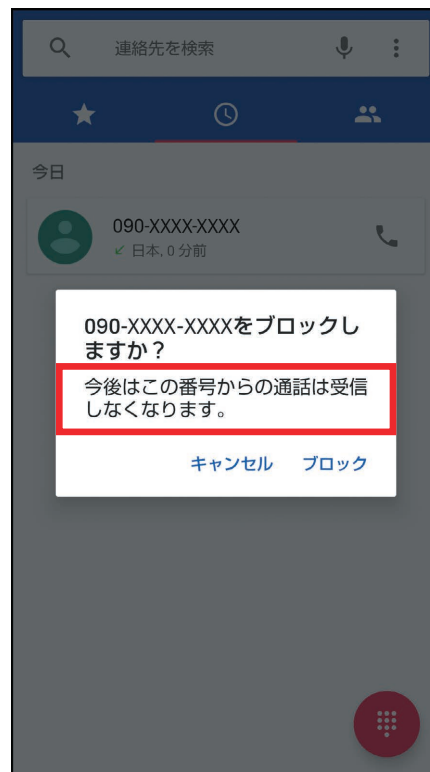 連絡先を検索
今日
090-XXXX-XXXX
日本, 0 分前
090-XXXX-XXXXをブロックし
ますか？
今後はこの番号からの通話は受信
しなくなります。
キャンセル ブロック